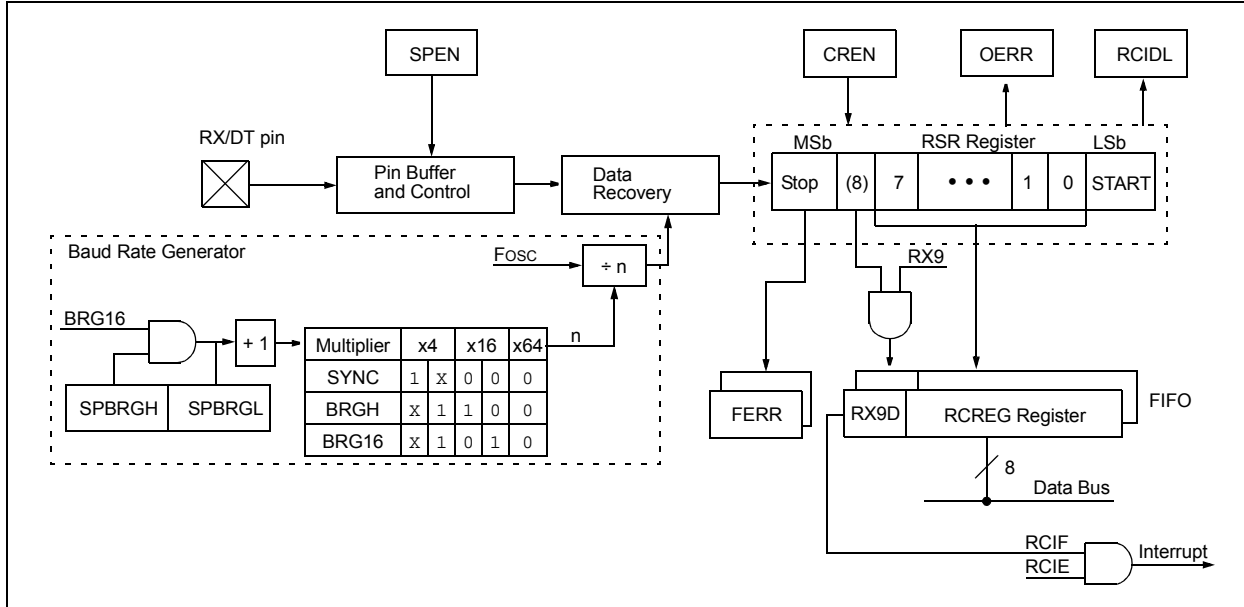 SPEN
CREN
OERR
RCIDL
RX/DT pin
Pin Buffer
and Control
Data
Recovery
MSb
RSR Register
LSb
Stop (8) 7 • • • 1 0 START
Baud Rate Generator
FOSC
÷ n
RX9
BRG16
+ 1
n
Multiplier x4 x16 x64
SYNC 1 X 0 0 0
BRGH X 1 1 0 0
BRG16 X 1 0 1 0
SPBRGH SPBRGL
FERR
RX9D
RCREG Register
FIFO
8
Data Bus
RCIF
RCIE
Interrupt